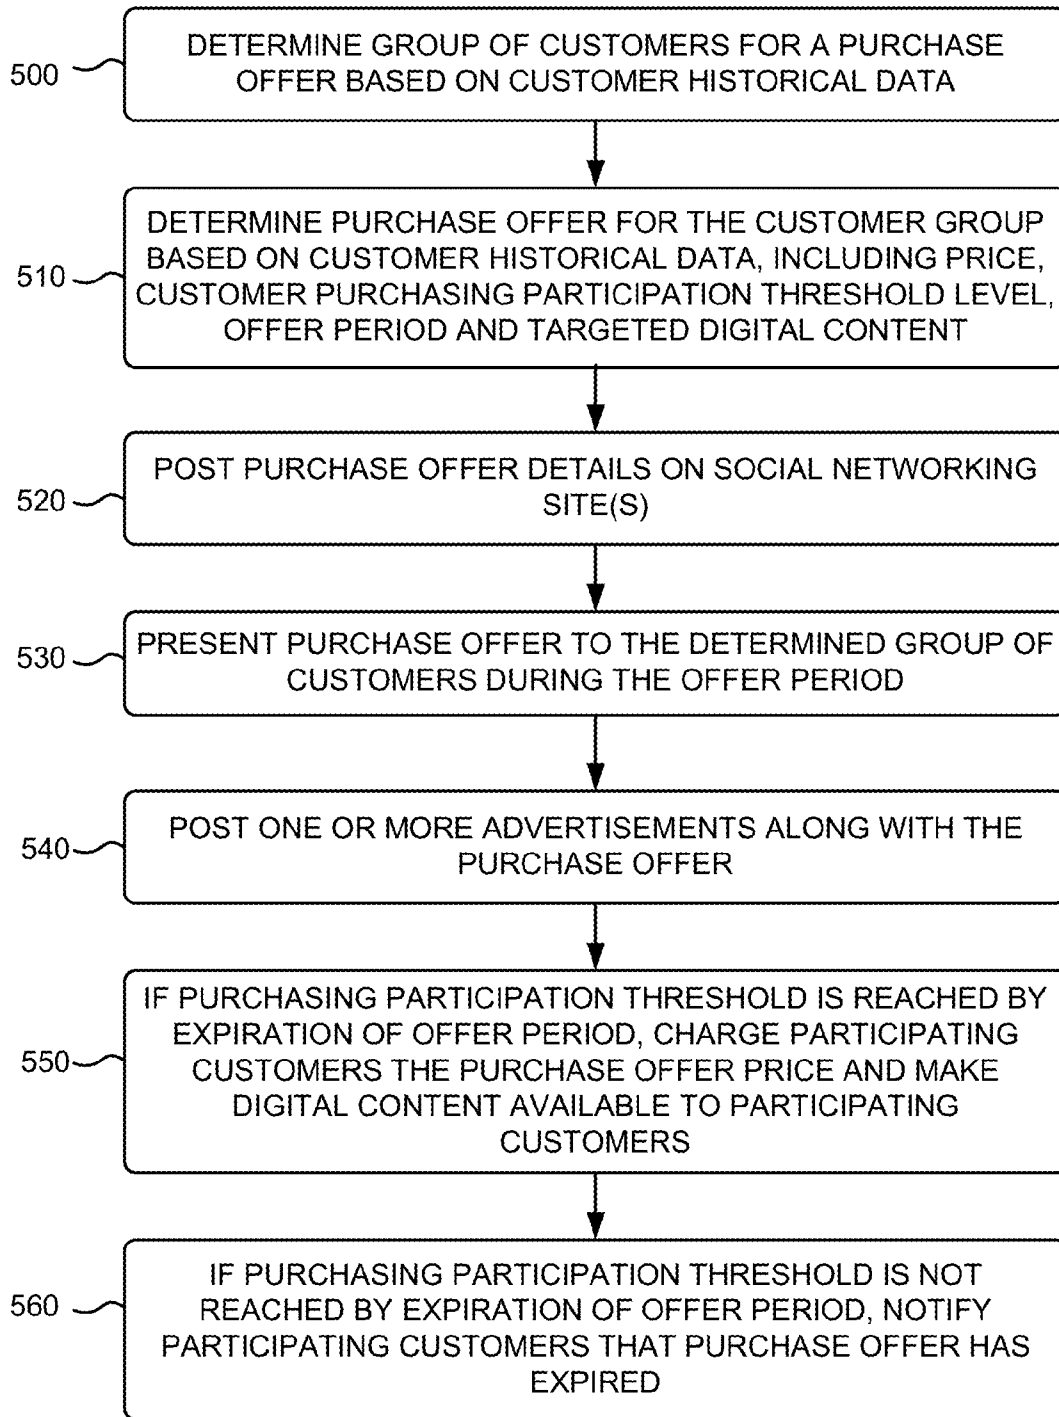 500
DETERMINE GROUP OF CUSTOMERS FOR A PURCHASE
OFFER BASED ON CUSTOMER HISTORICAL DATA
510
DETERMINE PURCHASE OFFER FOR THE CUSTOMER GROUP
BASED ON CUSTOMER HISTORICAL DATA, INCLUDING PRICE,
CUSTOMER PURCHASING PARTICIPATION THRESHOLD LEVEL,
OFFER PERIOD AND TARGETED DIGITAL CONTENT
520
POST PURCHASE OFFER DETAILS ON SOCIAL NETWORKING
SITE(S)
530
PRESENT PURCHASE OFFER TO THE DETERMINED GROUP OF
CUSTOMERS DURING THE OFFER PERIOD
540
POST ONE OR MORE ADVERTISEMENTS ALONG WITH THE
PURCHASE OFFER
550
IF PURCHASING PARTICIPATION THRESHOLD IS REACHED BY
EXPIRATION OF OFFER PERIOD, CHARGE PARTICIPATING
CUSTOMERS THE PURCHASE OFFER PRICE AND MAKE
DIGITAL CONTENT AVAILABLE TO PARTICIPATING
CUSTOMERS
560
IF PURCHASING PARTICIPATION THRESHOLD IS NOT
REACHED BY EXPIRATION OF OFFER PERIOD, NOTIFY
PARTICIPATING CUSTOMERS THAT PURCHASE OFFER HAS
EXPIRED